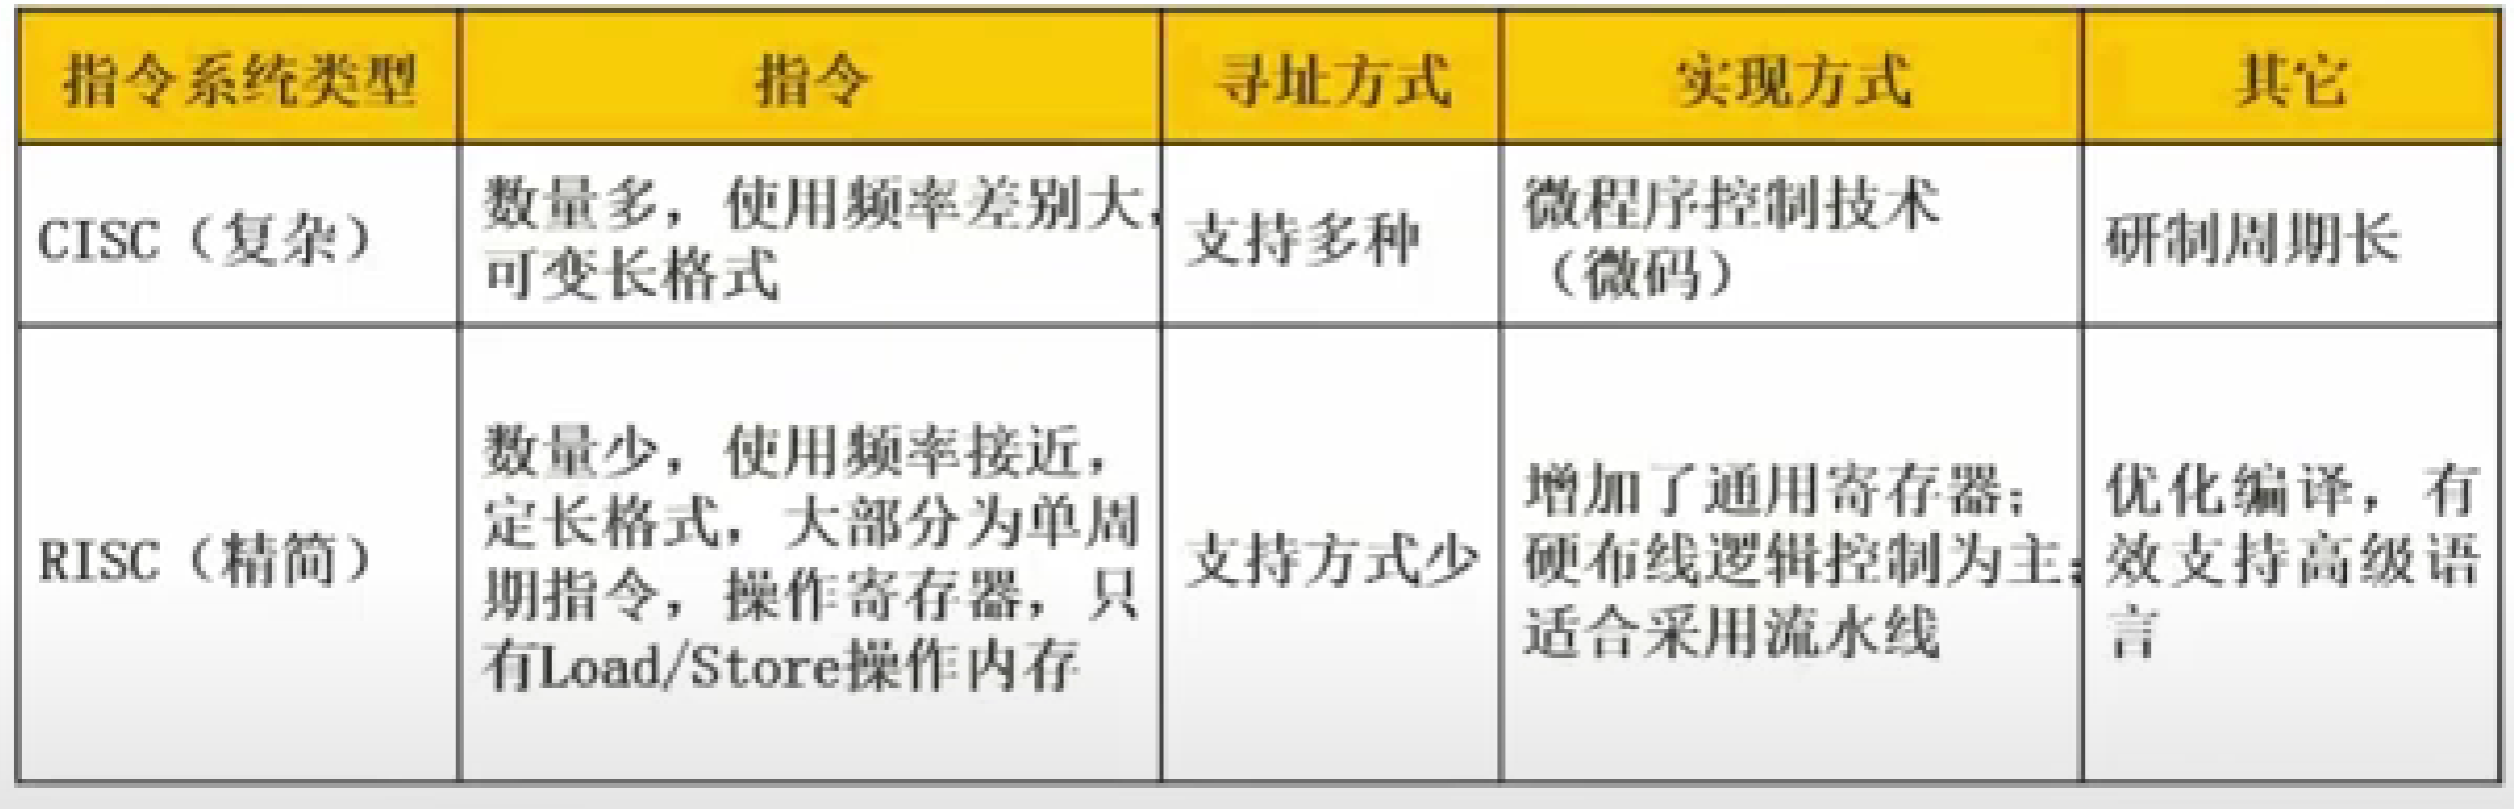 指令系统类型
指令
寻址方式
实现方式
其它
CISC（复杂）
数量多，使用频率差别大，
可变长格式
支持多种
微程序控制技术
（微码）
研制周期长
RISC（精简）
数量少，使用频率接近，
定长格式，大部分为单周
期指令，操作寄存器，只
有Load/Store操作内存
支持方式少
增加了通用寄存器；
硬布线逻辑控制为主；
适合采用流水线
优化编译，有
效支持高级语
言